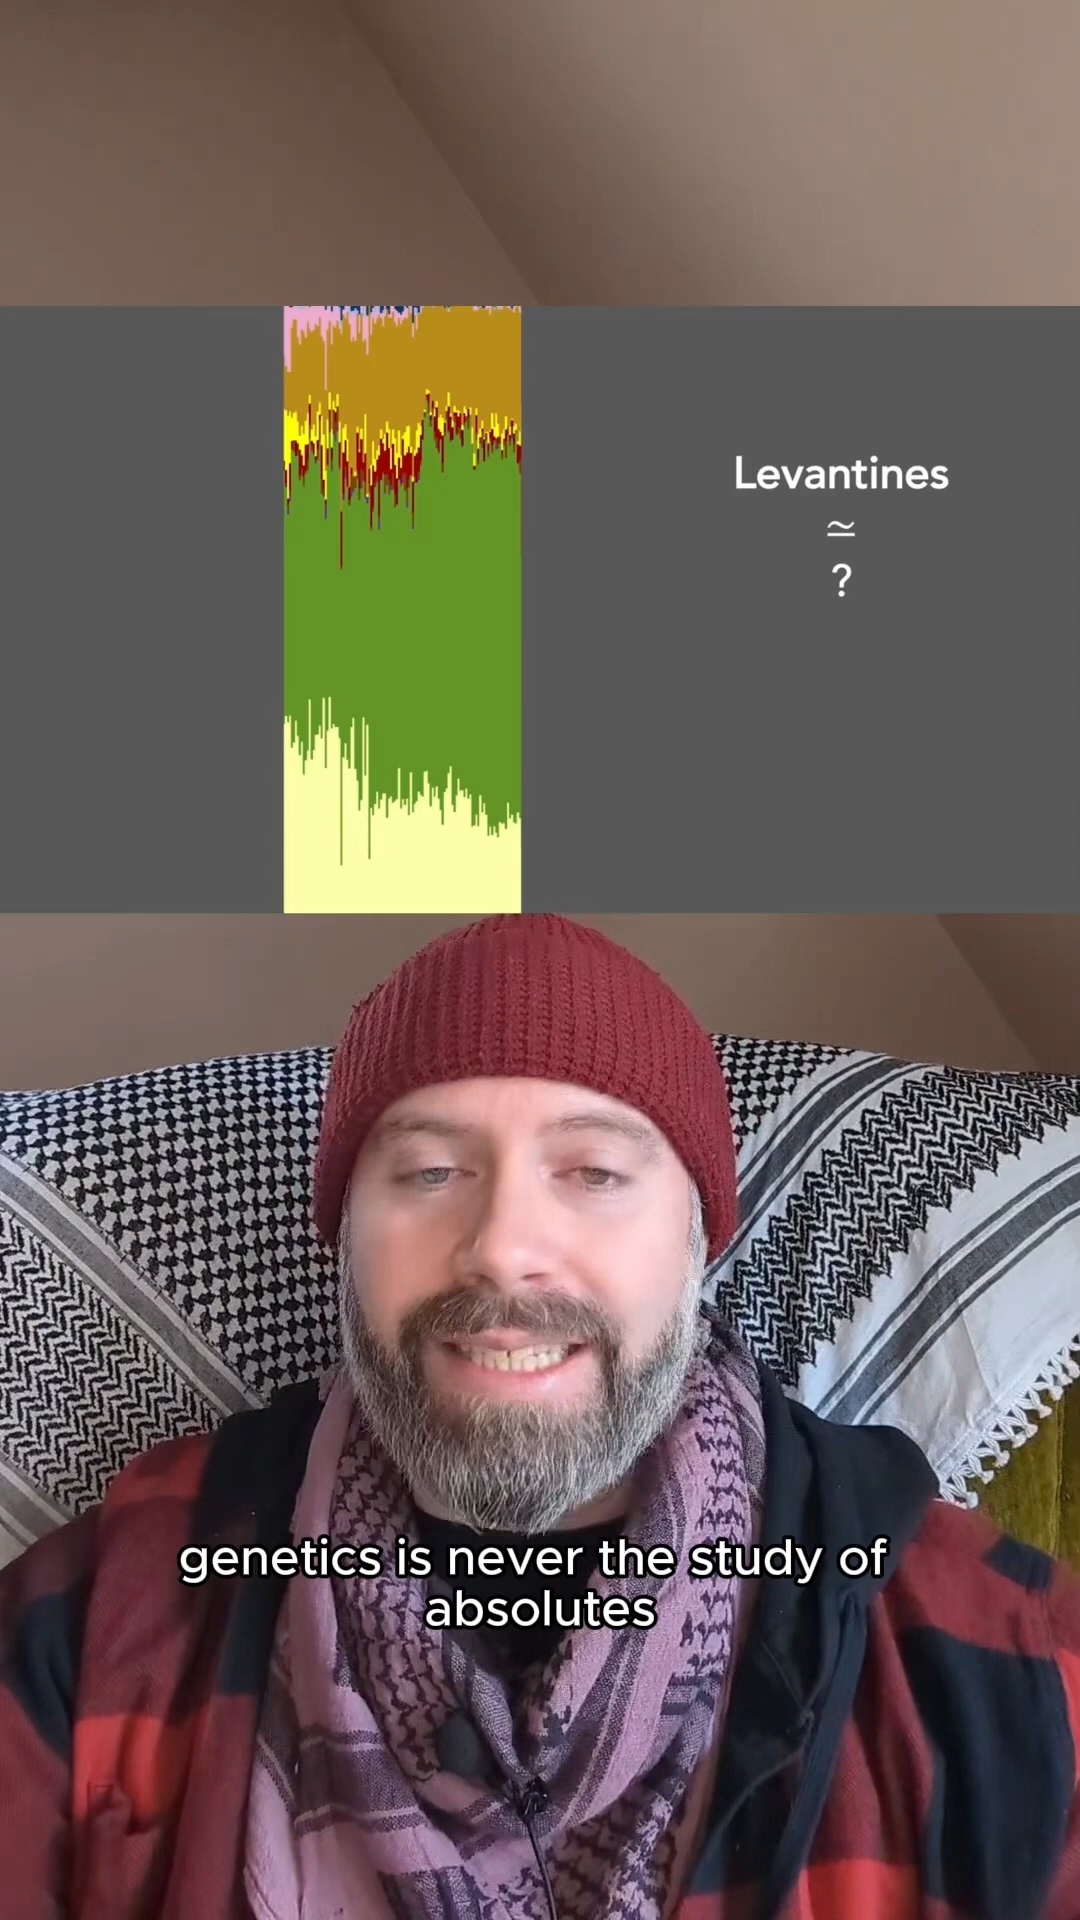 Levantines
≃
?
genetics is never the study of
absolutes